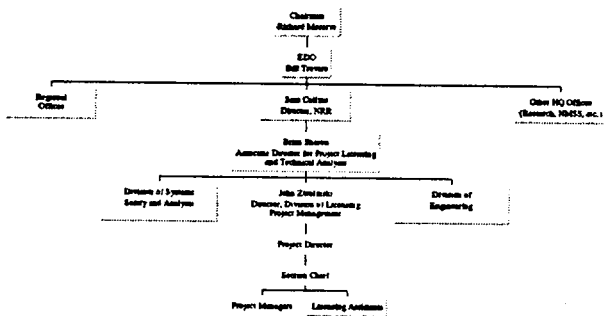 Chairman
Richard Meserve
EDO
Bill Travers
Regional
Offices
Sam Collins
Director, NRR
Other HQ Offices
(Research, NMSS, etc.)
Brian Sheron
Associate Director for Project Licensing
and Technical Analysis
Division of Systems
Safety and Analysis
John Zwolinski
Director, Division of Licensing
Project Management
Division of
Engineering
Project Director
Section Chief
Project Managers
Licensing Assistants